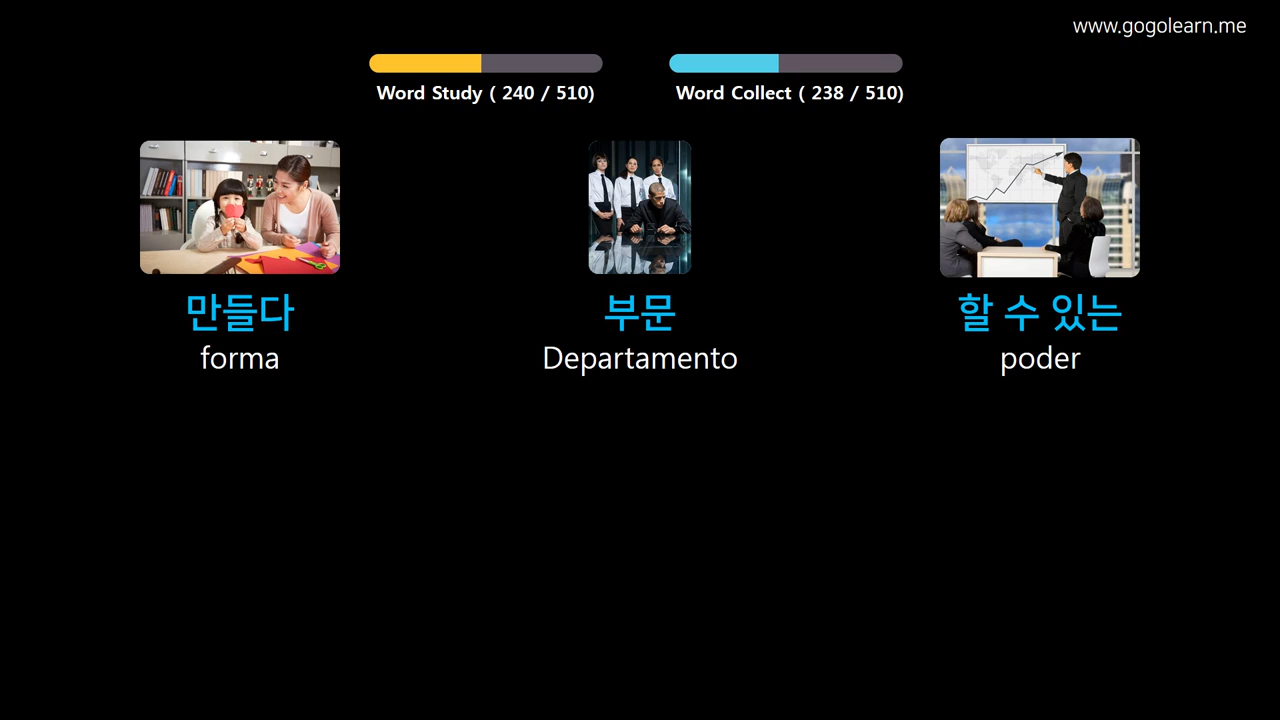 www.gogolearn.me
Word Study ( 240 / 510)
Word Collect ( 238 / 510)
만들다
forma
부문
Departamento
할 수 있는
poder